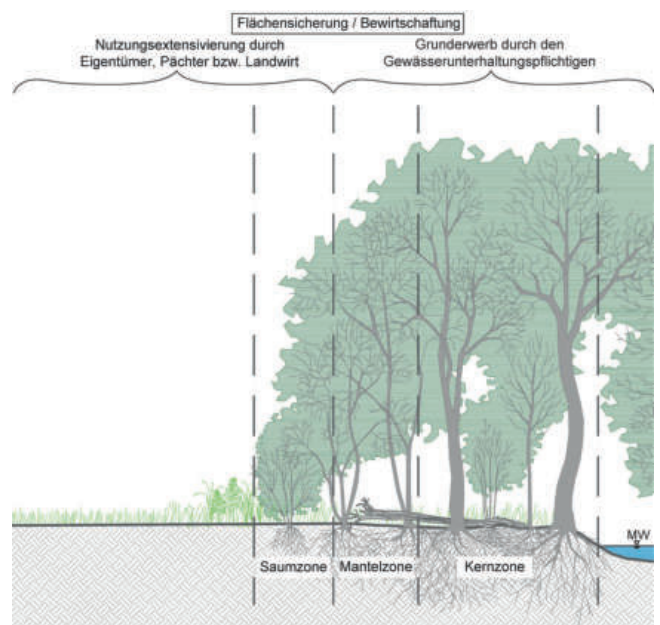 Flächensicherung / Bewirtschaftung
Nutzungsextensivierung durch
Eigentümer, Pächter bzw. Landwirt
Grunderwerb durch den
Gewässerunterhaltungspflichtigen
MW
Saumzone
Mantelzone
Kernzone